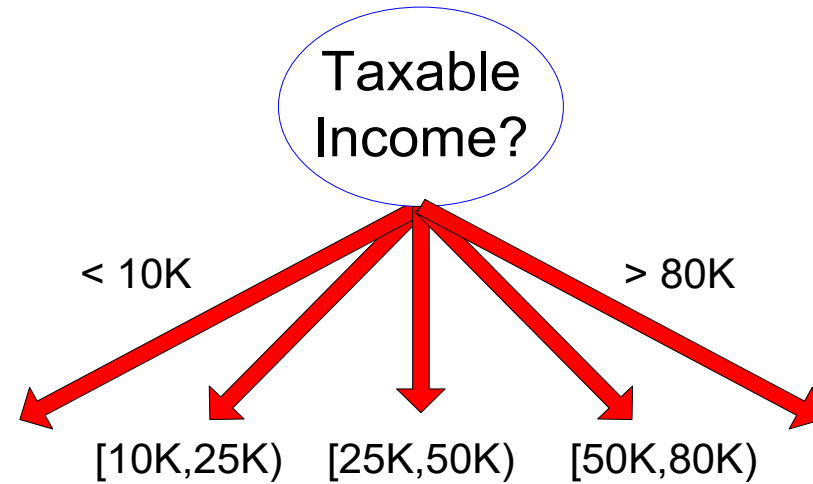 Taxable
Income?
< 10K
> 80K
[10K,25K)
[25K,50K)
[50K,80K)